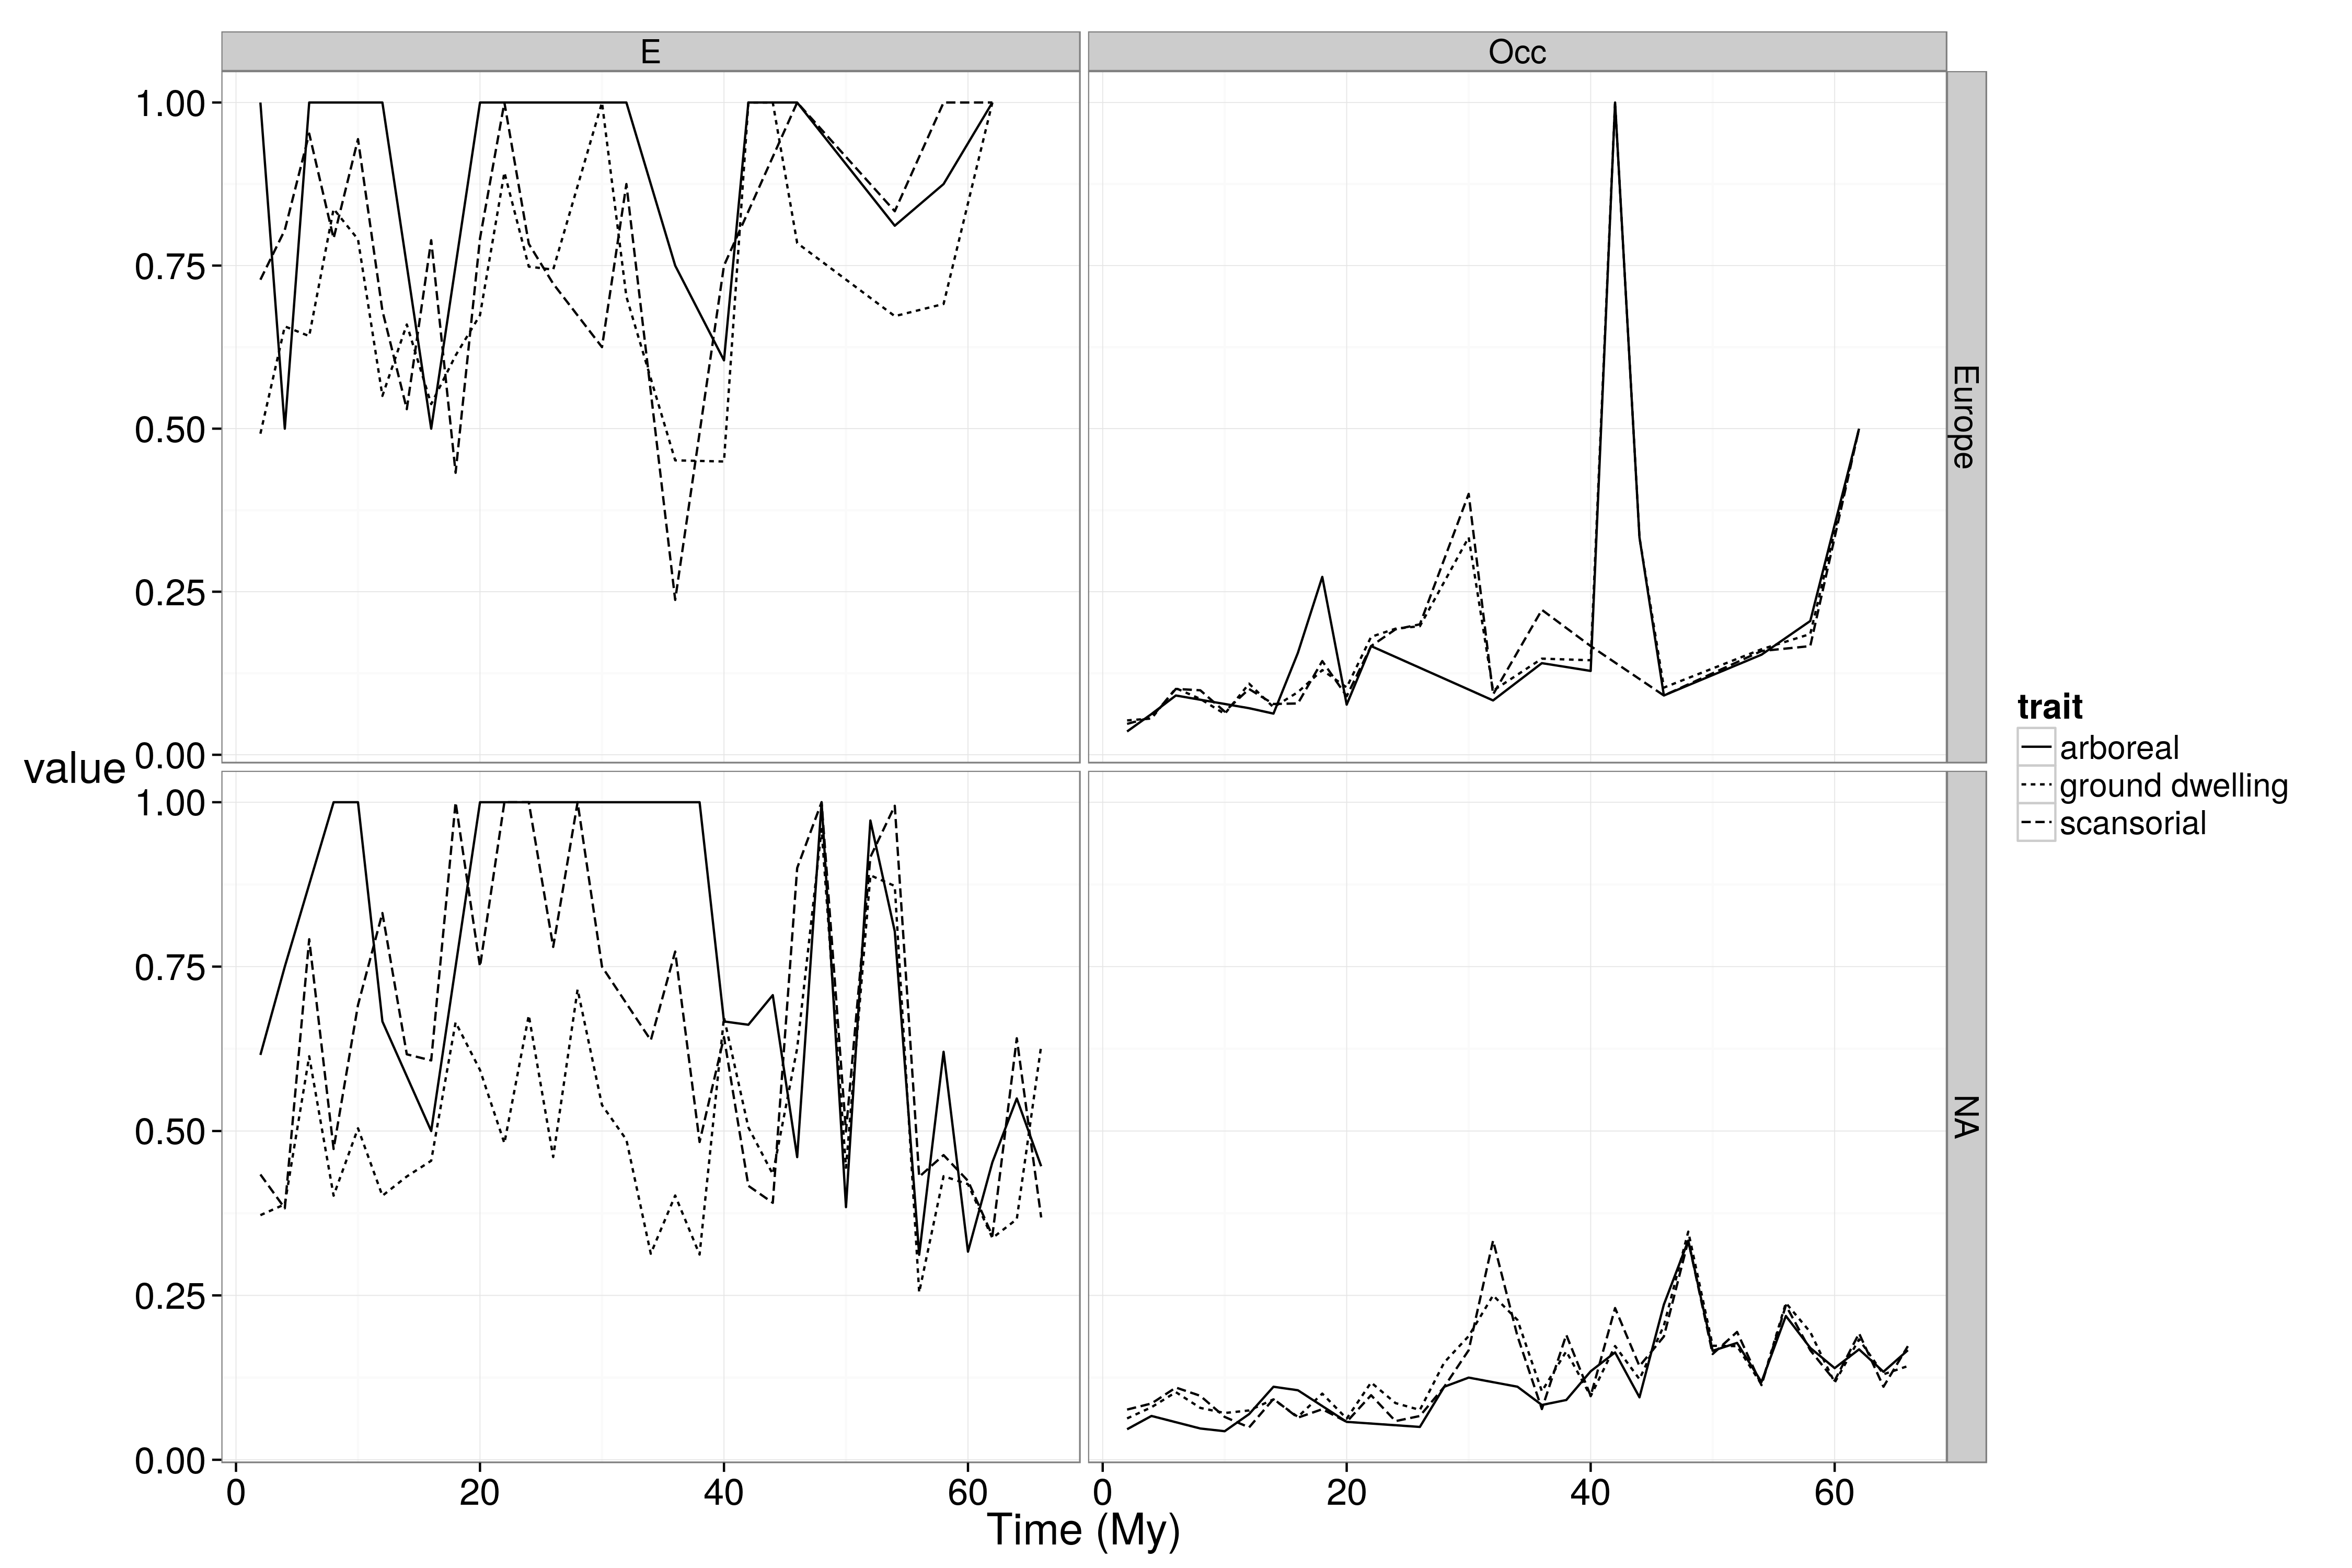 E
Occ
1.00
0.75
0.50
0.25
0.00
Europe
value
1.00
0.75
0.50
0.25
0.00
NA
0 20 40 60
0 20 40 60
Time (My)
trait
arboreal
ground dwelling
scansorial